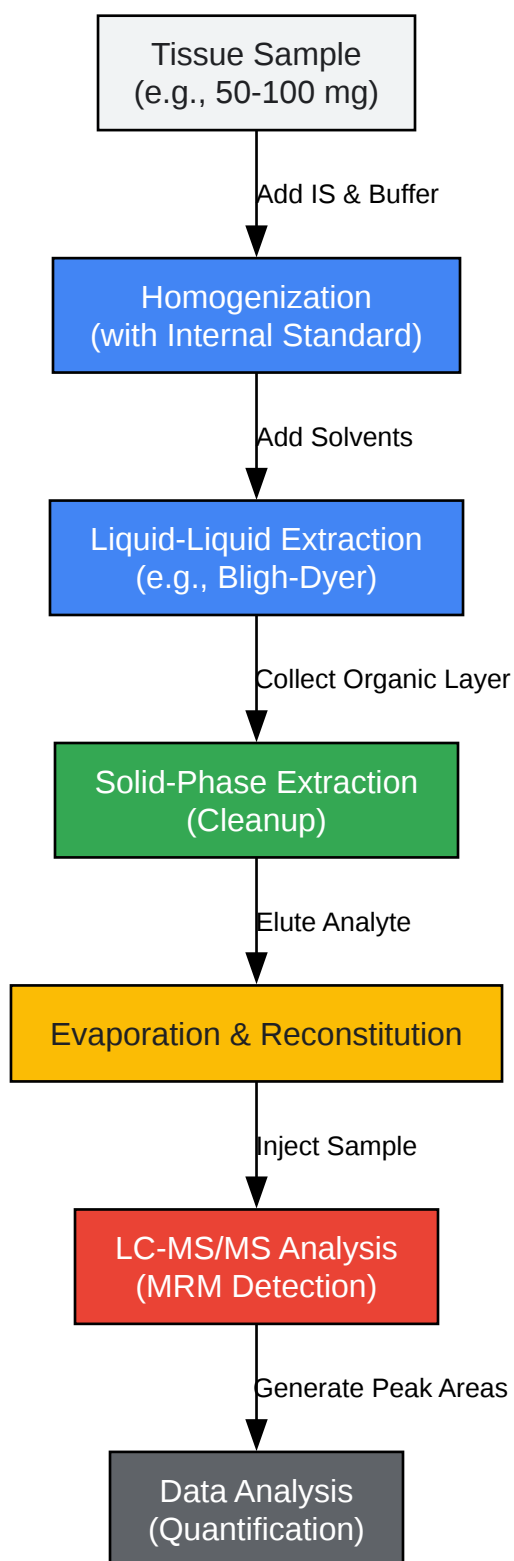 Tissue Sample
(e.g., 50-100 mg)
Add IS & Buffer
Homogenization
(with Internal Standard)
Add Solvents
Liquid-Liquid Extraction
(e.g., Bligh-Dyer)
Collect Organic Layer
Solid-Phase Extraction
(Cleanup)
Elute Analyte
Evaporation & Reconstitution
Inject Sample
LC-MS/MS Analysis
(MRM Detection)
Generate Peak Areas
Data Analysis
(Quantification)